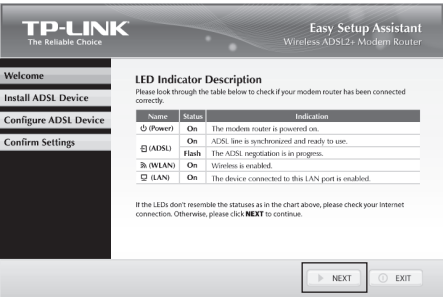 TP-LINK
The Reliable Choice
Easy Setup Assistant
Wireless ADSL2+ Modem Router
Welcome
Install ADSL Device
Configure ADSL Device
Confirm Settings
LED Indicator Description
Please look through the table below to check if your modem router has been connected
correctly.
Name Status Indication
(Power) On The modem router is powered on.
(ADSL) On ADSL line is synchronized and ready to use.
Flash The ADSL negotiation is in progress.
(WLAN) On Wireless is enabled.
(LAN) On The device connected to this LAN port is enabled.
If the LEDs don't resemble the statuses as in the chart above, please check your Internet
connection. Otherwise, please click NEXT to continue.
NEXT EXIT